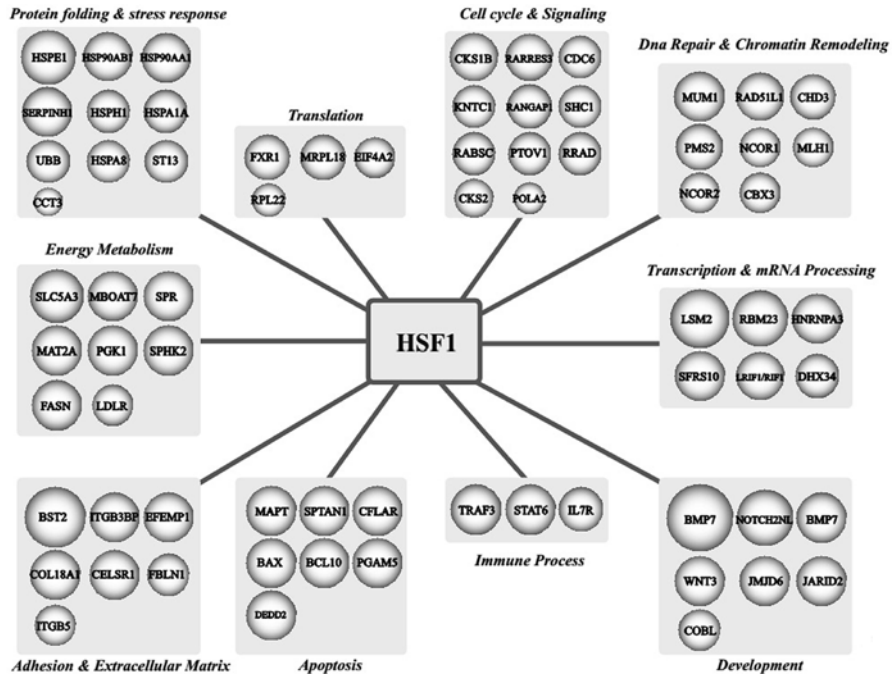 Protein folding & stress response
HSPE1 HSP90AB1 HSP90AA1
SERPINH1 HSPH1 HSPA1A
UBB HSPA8 ST13
CCT3
Translation
FXR1 MRPL18 EIF4A2
RPL22
Cell cycle & Signaling
CKS1B RARRES3 CDC6
KNTC1 RANGAP1 SHC1
RABSC PTOV1 RRAD
CKS2 POLA2
Dna Repair & Chromatin Remodeling
MUM1 RAD51L1 CHD3
PMS2 NCOR1 MLH1
NCOR2 CBX3
Energy Metabolism
SLC5A3 MBOAT7 SPR
MAT2A PGK1 SPHK2
FASN LDLR
HSF1
Transcription & mRNA Processing
LSM2 RBM23 HNRNPA3
SFRS10 LRIF1/RIF1 DHX34
BST2 ITGB3BP EFEMP1
COL18A1 CELSR1 FBLN1
ITGB5
Adhesion & Extracellular Matrix
MAPT SPTAN1 CFLAR
BAX BCL10 PGAM5
DEDD2
Apoptosis
TRAF3 STAT6 IL7R
Immune Process
BMP7 NOTCH2NL BMP7
WNT3 JMJD6 JARID2
COBL
Development